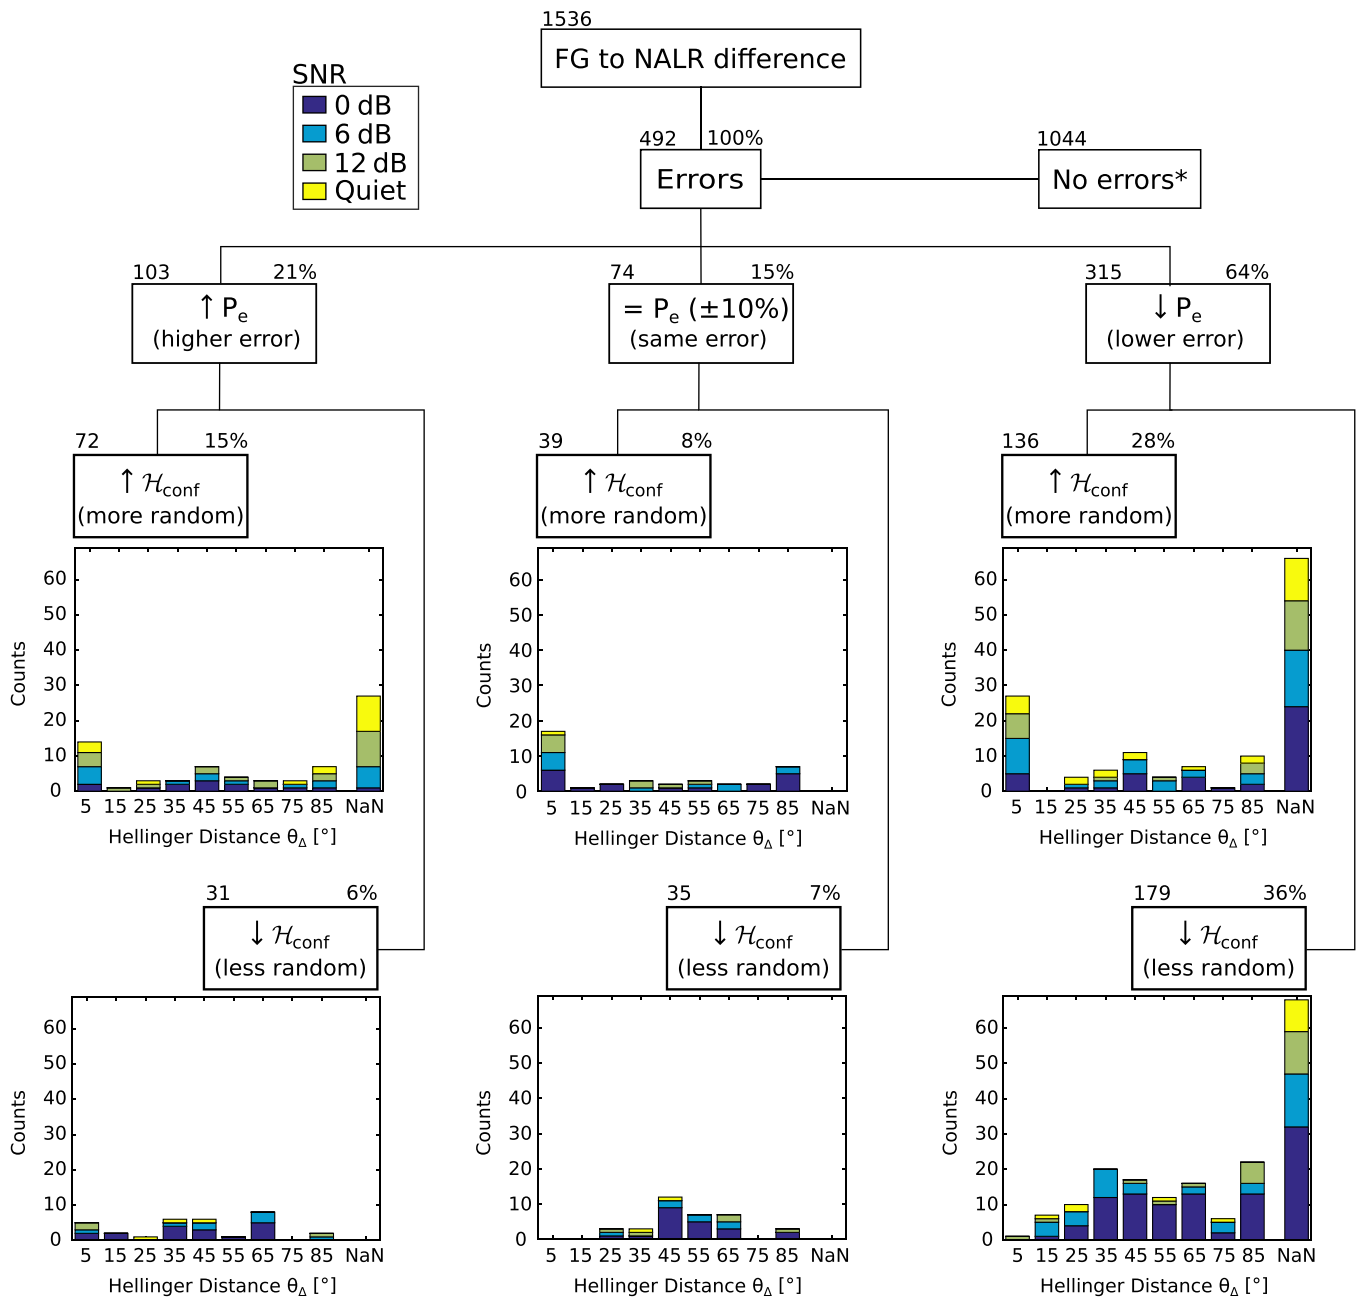 1536
FG to NALR difference
SNR
0 dB
6 dB
12 dB
Quiet
492 100%
Errors
1044
No errors*
103 21%
↑ Pe
(higher error)
74 15%
= Pe (±10%)
(same error)
315 64%
↓ Pe
(lower error)
72 15%
↑ ℋconf
(more random)
39 8%
↑ ℋconf
(more random)
136 28%
↑ ℋconf
(more random)
60
50
40
30
20
10
0
Counts
5 15 25 35 45 55 65 75 85 NaN
Hellinger Distance θΔ [°]
60
50
40
30
20
10
0
Counts
5 15 25 35 45 55 65 75 85 NaN
Hellinger Distance θΔ [°]
60
50
40
30
20
10
0
Counts
5 15 25 35 45 55 65 75 85 NaN
Hellinger Distance θΔ [°]
31 6%
↓ ℋconf
(less random)
35 7%
↓ ℋconf
(less random)
179 36%
↓ ℋconf
(less random)
60
50
40
30
20
10
0
Counts
5 15 25 35 45 55 65 75 85 NaN
Hellinger Distance θΔ [°]
60
50
40
30
20
10
0
Counts
5 15 25 35 45 55 65 75 85 NaN
Hellinger Distance θΔ [°]
60
50
40
30
20
10
0
Counts
5 15 25 35 45 55 65 75 85 NaN
Hellinger Distance θΔ [°]